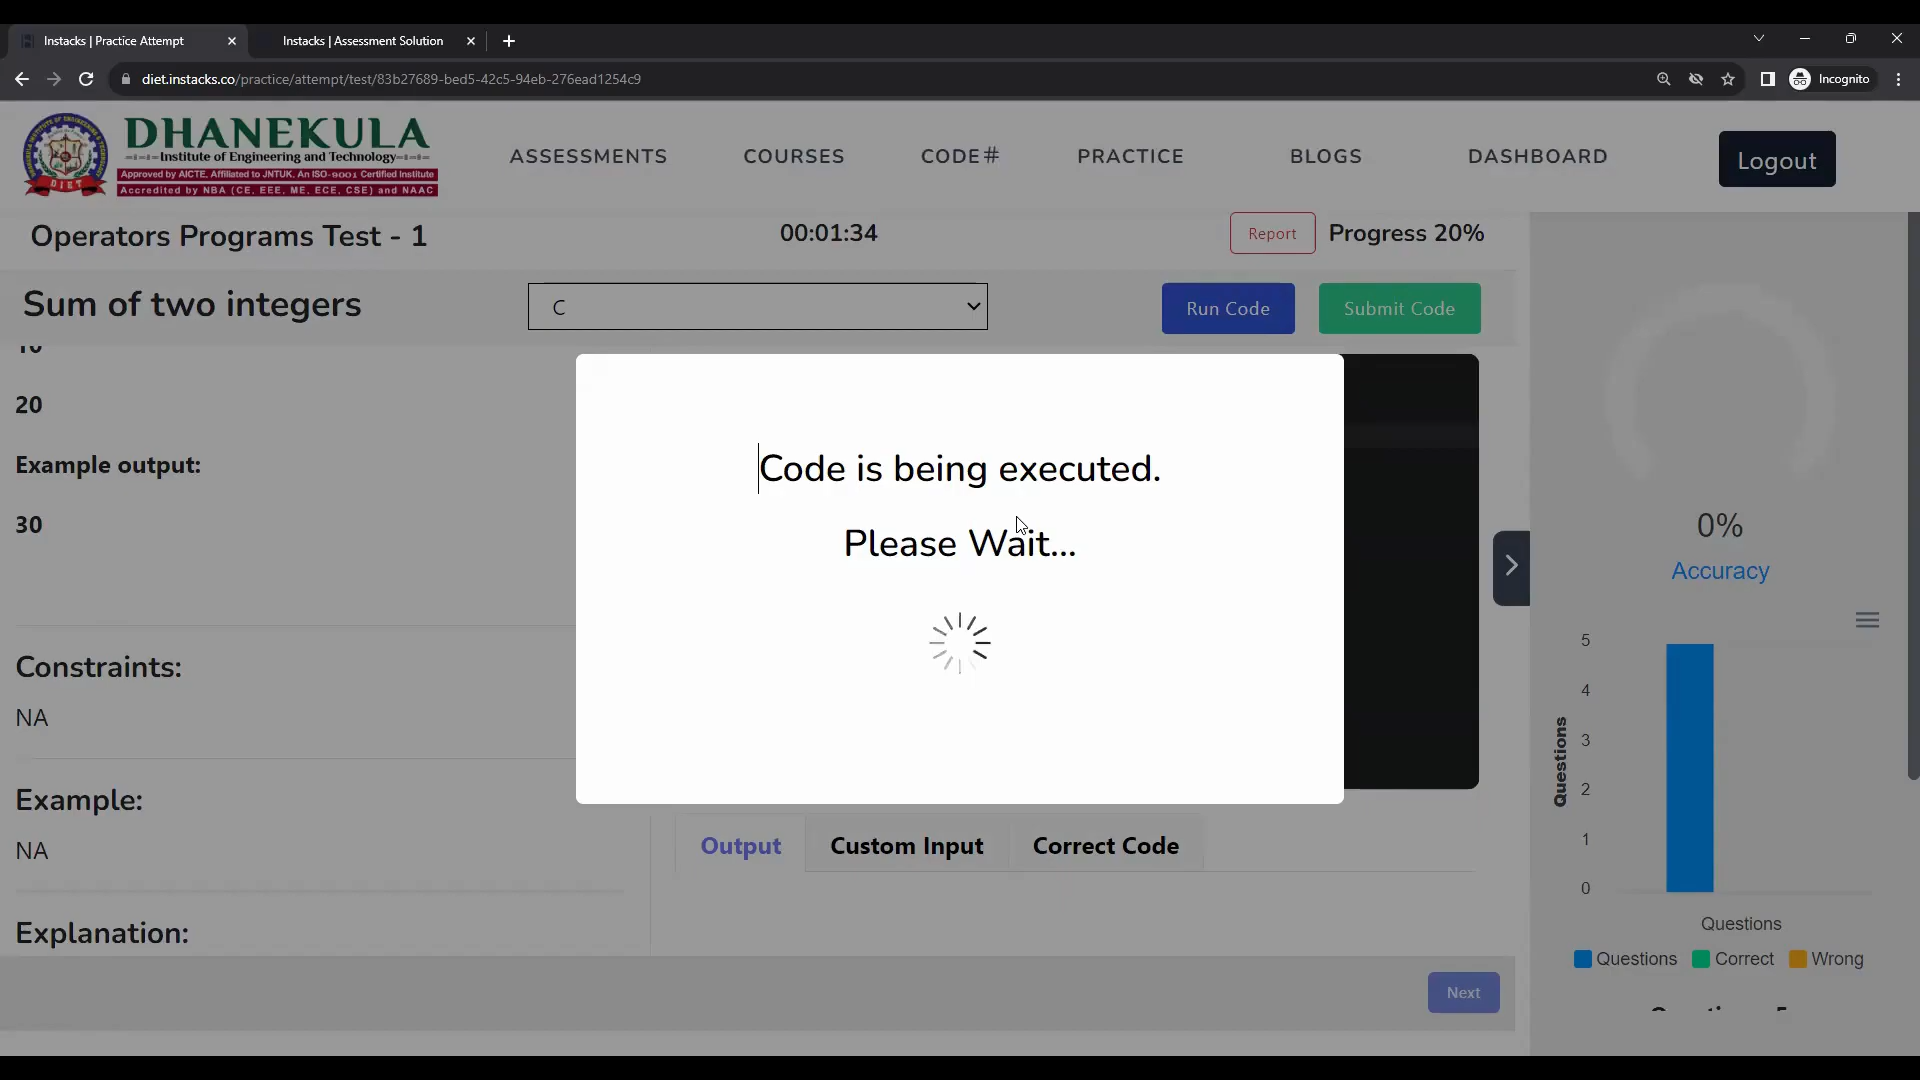 Instacks | Practice Attempt
Instacks | Assessment Solution
diet.instacks.co/practice/attempt/test/83b27689-bed5-42c5-94eb-276ead1254c9
Incognito
DHANEKULA
Institute of Engineering and Technology
Approved by AICTE, Affiliated to JNTUK, An ISO-9001 Certified Institute
Accredited by NBA (CE, EEE, ME, ECE, CSE) and NAAC
DIET
ASSESSMENTS
COURSES
CODE#
PRACTICE
BLOGS
DASHBOARD
Logout
Operators Programs Test - 1
00:01:34
Report
Progress 20%
Sum of two integers
C
Run Code
Submit Code
20
Example output:
30
Constraints:
NA
Example:
NA
Explanation:
Code is being executed.
Please Wait...
Output
Custom Input
Correct Code
Next
0%
Accuracy
5
4
3
2
1
0
Questions
Questions
Questions
Correct
Wrong